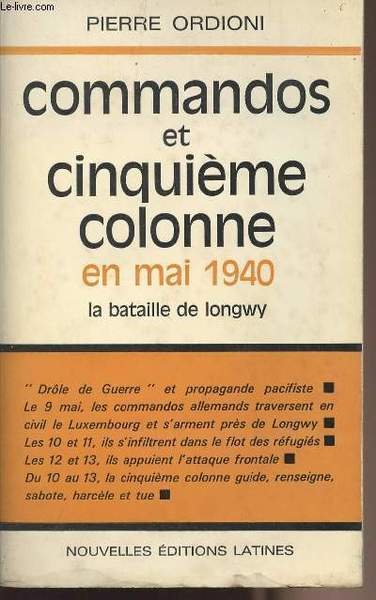 Le-livre.com
PIERRE ORDIONI
commandos
et
cinquième
colonne
en mai 1940
la bataille de longwy
" Drôle de Guerre " et propagande pacifiste ■
Le 9 mai, les commandos allemands traversent en
civil le Luxembourg et s'arment près de Longwy ■
Les 10 et 11, ils s'infiltrent dans le flot des réfugiés ■
Les 12 et 13, ils appuient l'attaque frontale ■
Du 10 au 13, la cinquième colonne guide, renseigne,
sabote, harcèle et tue ■
NOUVELLES ÉDITIONS LATINES